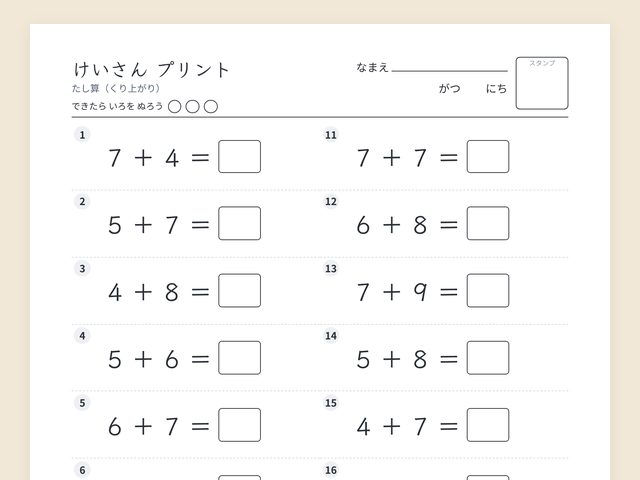 けいさん プリント
たし算（くり上がり）
できたら いろを ぬろう
なまえ
がつ にち
スタンプ
1
7 + 4 =
2
5 + 7 =
3
4 + 8 =
4
5 + 6 =
5
6 + 7 =
6
11
7 + 7 =
12
6 + 8 =
13
7 + 9 =
14
5 + 8 =
15
4 + 7 =
16